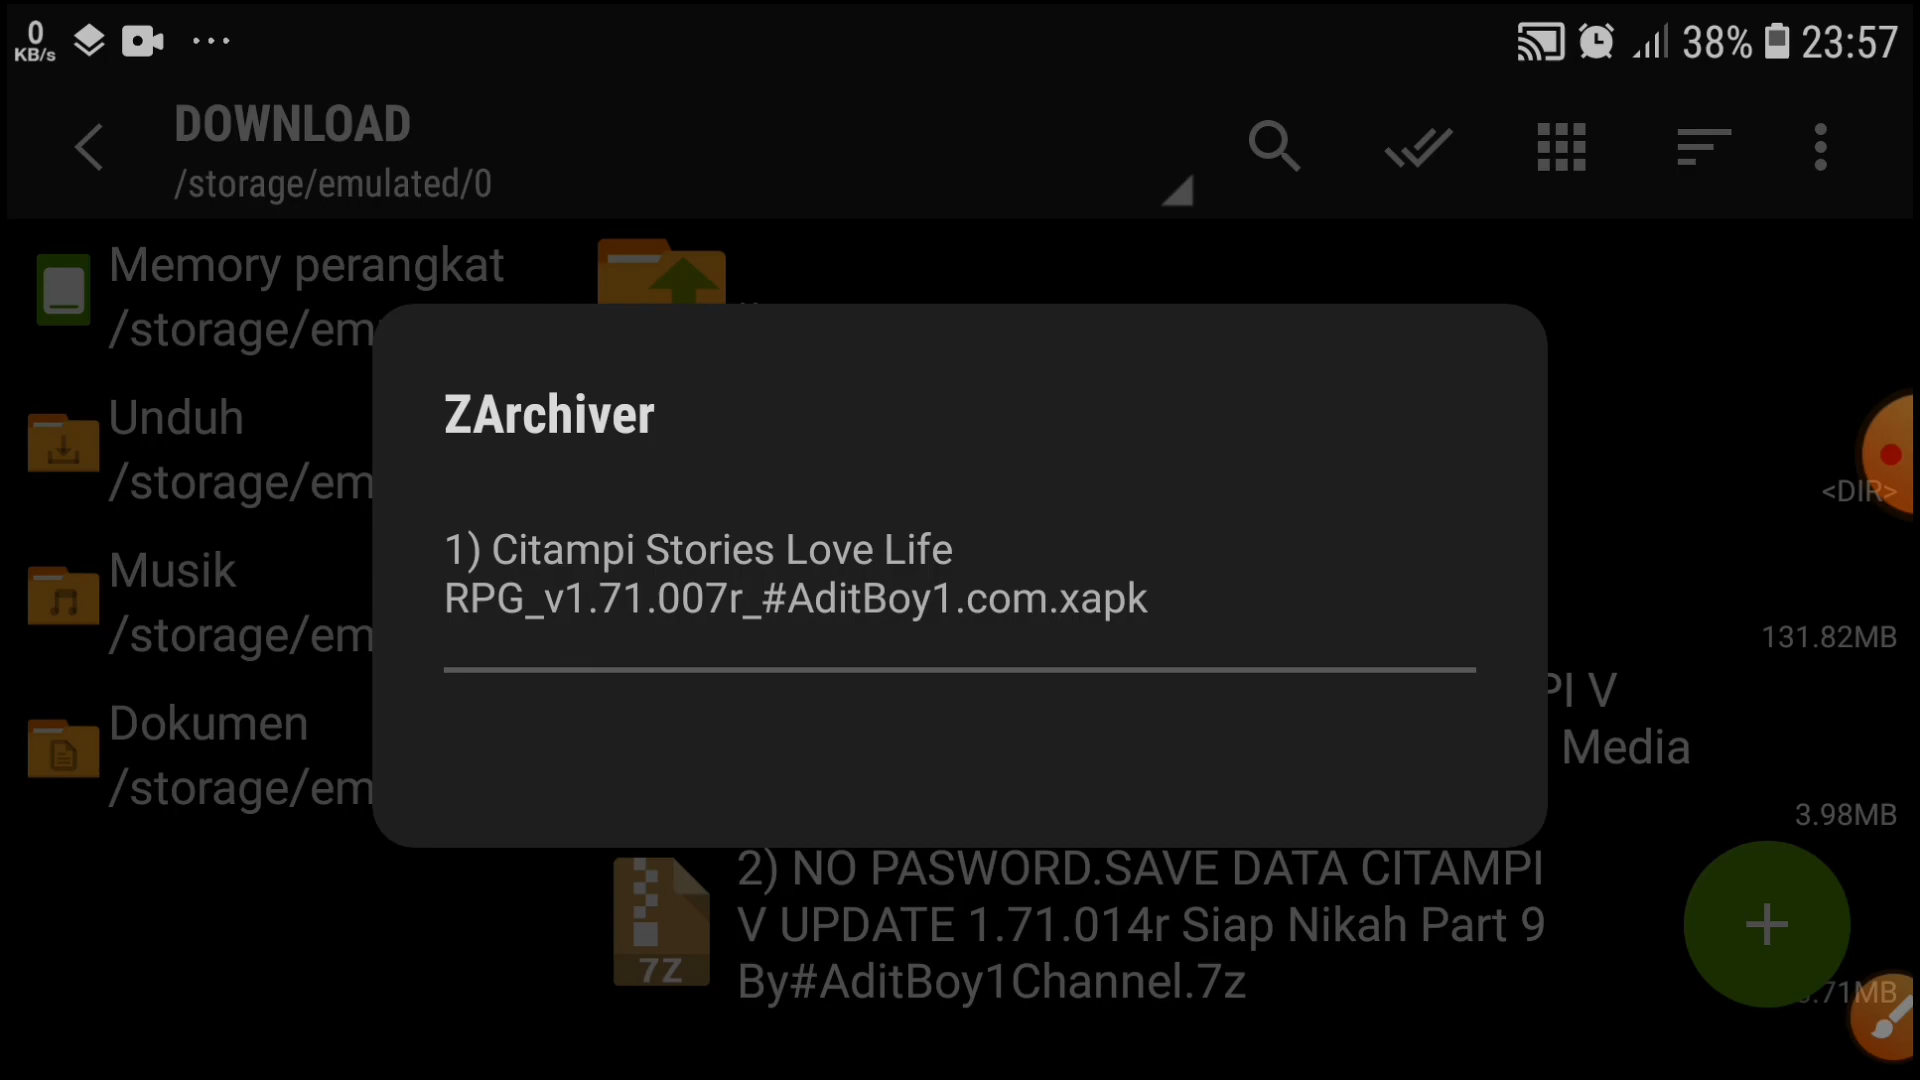 0
KB/s
38%
23:57
DOWNLOAD
/storage/emulated/0
Memory perangkat
/storage/em
Unduh
/storage/em
Musik
/storage/em
Dokumen
/storage/em
ZArchiver
1) Citampi Stories Love Life
RPG_v1.71.007r_#AditBoy1.com.xapk
<DIR>
131.82MB
PI V
Media
3.98MB
7Z
2) NO PASWORD.SAVE DATA CITAMPI
V UPDATE 1.71.014r Siap Nikah Part 9
By#AditBoy1Channel.7z
.71MB